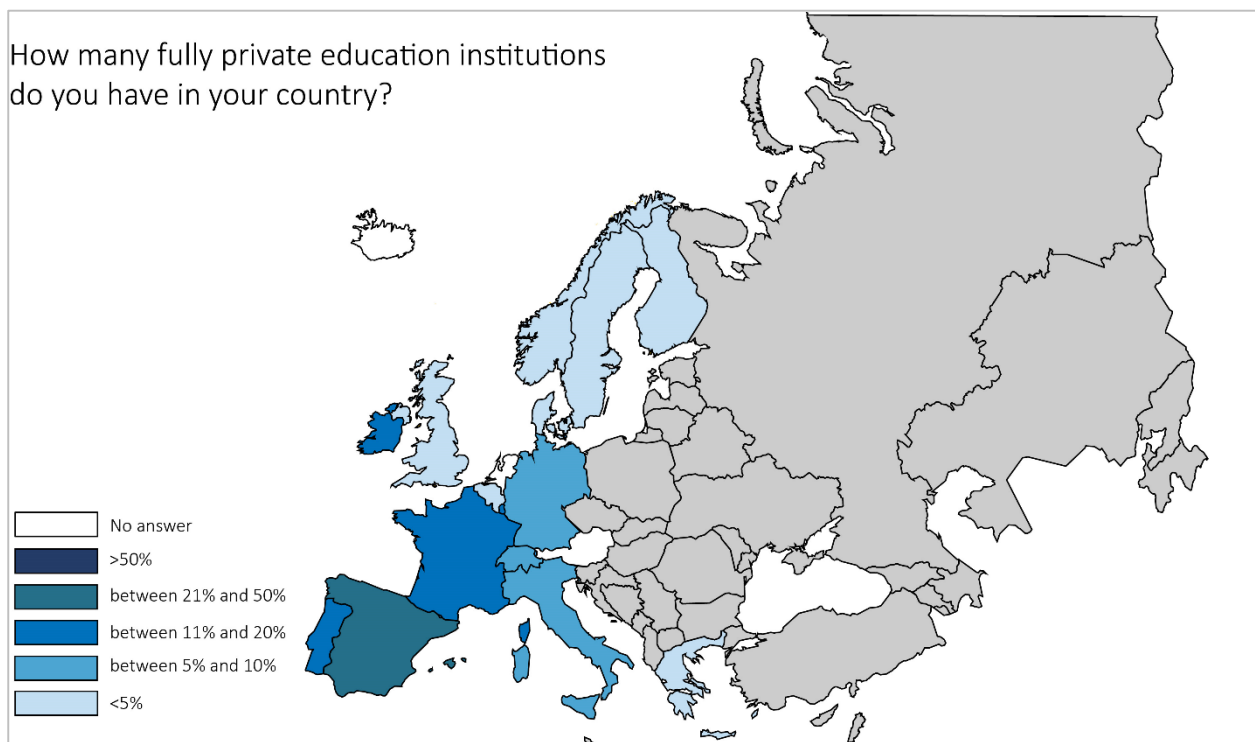 How many fully private education institutions
do you have in your country?
No answer
>50%
between 21% and 50%
between 11% and 20%
between 5% and 10%
<5%